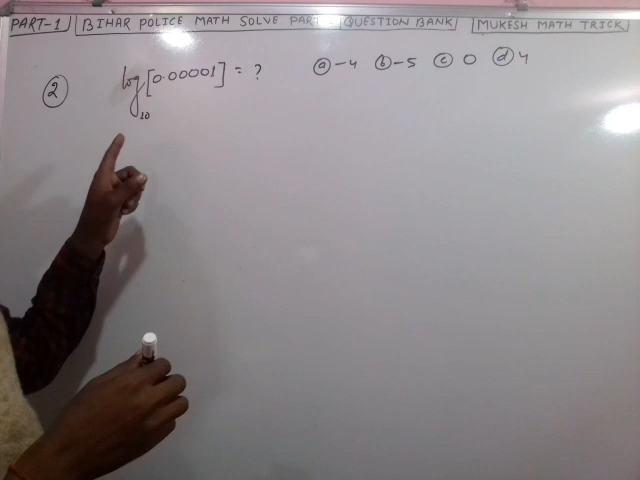 PART-1 BIHAR POLICE MATH SOLVE PART-1 QUESTION BANK MUKESH MATH TRICK
② log₁₀[0.00001] = ? ⓐ -4 ⓑ -5 ⓒ 0 ⓓ 4